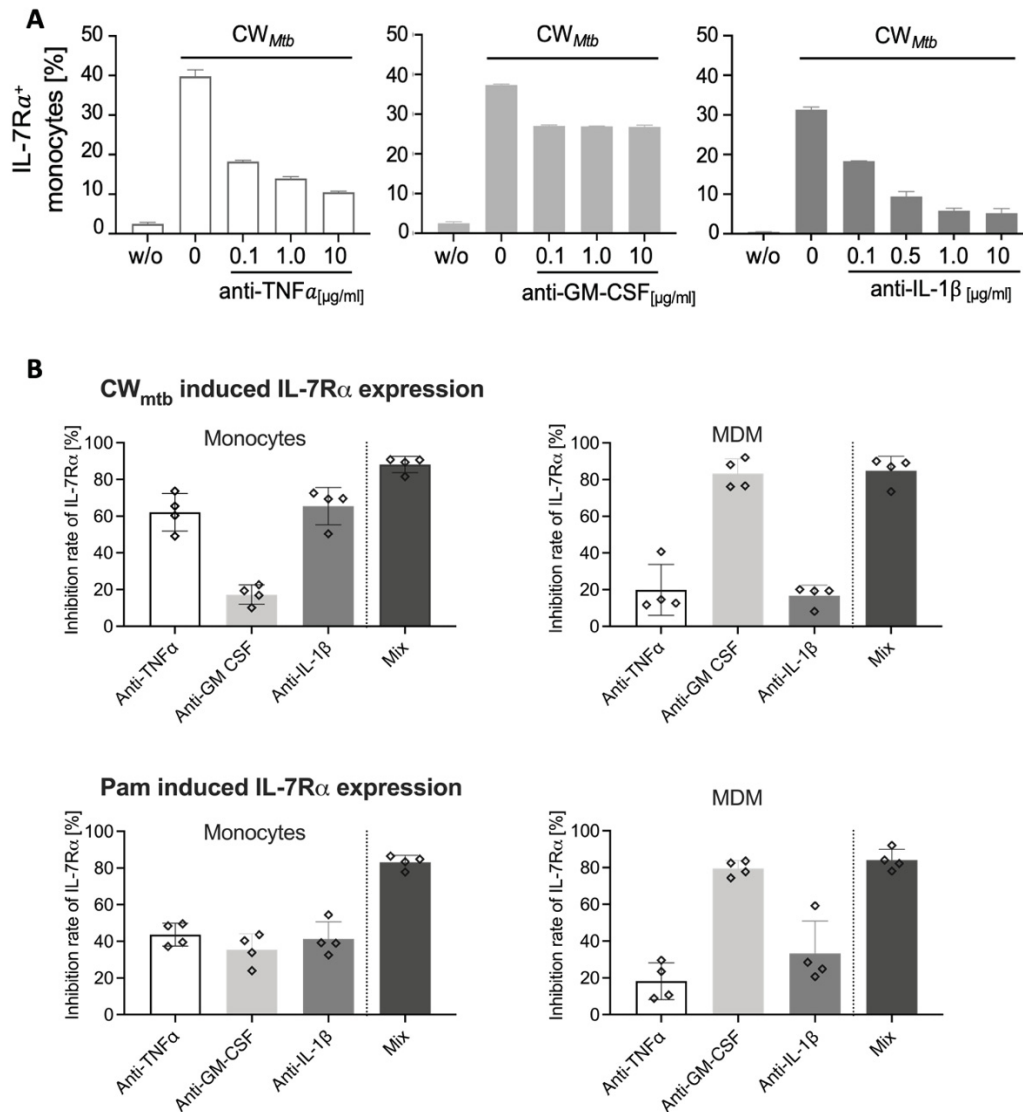 A
IL-7Rα⁺
monocytes [%]
CW_Mtb
50
40
30
20
10
0
w/o 0 0.1 1.0 10
anti-TNFα[µg/ml]
CW_Mtb
50
40
30
20
10
0
w/o 0 0.1 1.0 10
anti-GM-CSF[µg/ml]
CW_Mtb
50
40
30
20
10
0
w/o 0 0.1 0.5 1.0 10
anti-IL-1β [µg/ml]
B
CW_mtb induced IL-7Rα expression
Monocytes
Inhibition rate of IL-7Rα [%]
100
80
60
40
20
0
Anti-TNFα
Anti-GM CSF
Anti-IL-1β
Mix
MDM
Inhibition rate of IL-7Rα [%]
100
80
60
40
20
0
Anti-TNFα
Anti-GM CSF
Anti-IL-1β
Mix
Pam induced IL-7Rα expression
Monocytes
Inhibition rate of IL-7Rα [%]
100
80
60
40
20
0
Anti-TNFα
Anti-GM-CSF
Anti-IL-1β
Mix
MDM
Inhibition rate of IL-7Rα [%]
100
80
60
40
20
0
Anti-TNFα
Anti-GM-CSF
Anti-IL-1β
Mix